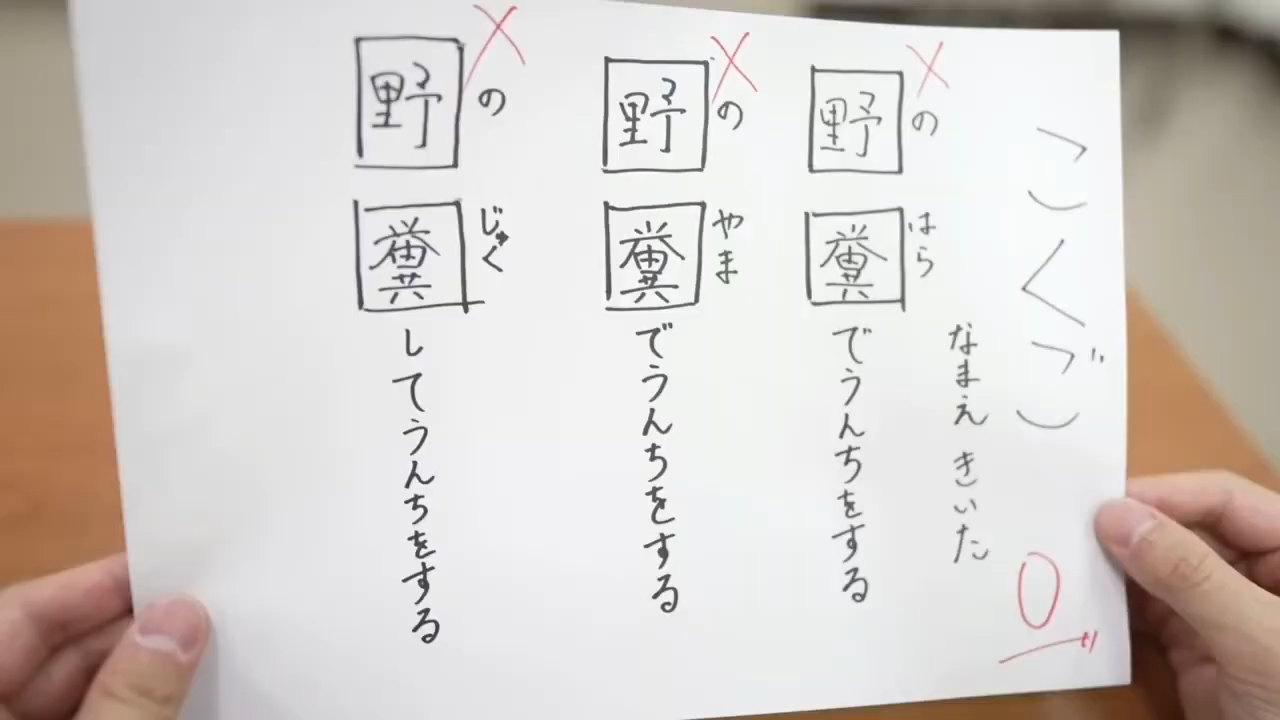 こくご
なまえ きいた
野糞でうんちをする
の
はら
野糞でうんちをする
の
やま
野糞してうんちをする
の
じゅく
0